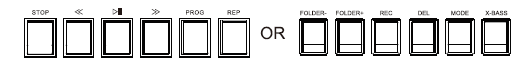 STOP ≪ ▷▮▮ ≫ PROG REP OR FOLDER- FOLDER+ REC DEL MODE X-BASS